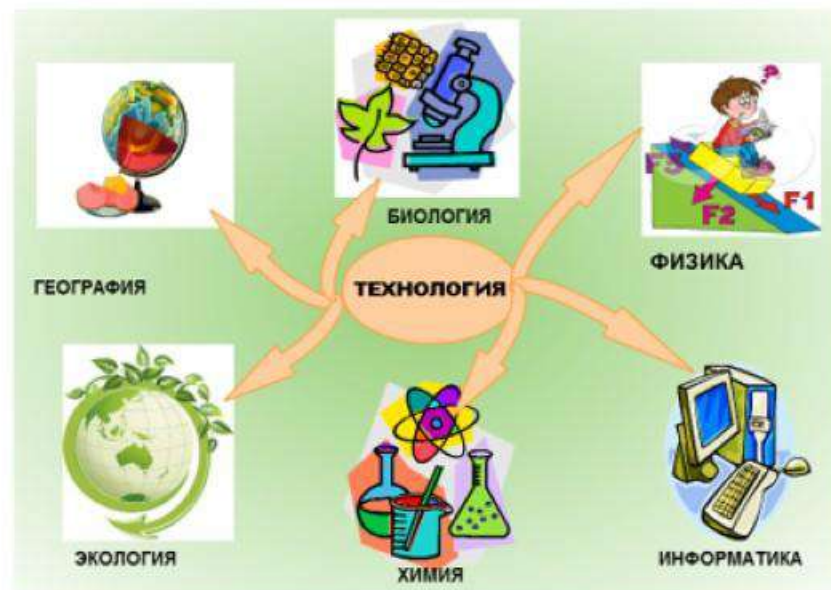 БИОЛОГИЯ
?
F3
F2
F1
ФИЗИКА
ГЕОГРАФИЯ
ТЕХНОЛОГИЯ
ЭКОЛОГИЯ
ХИМИЯ
ИНФОРМАТИКА